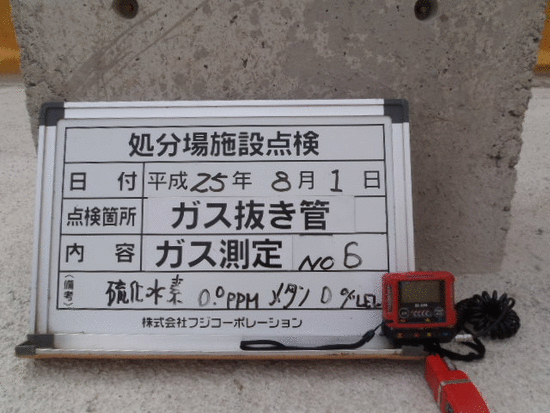 処分場施設点検
日付 平成25年8月1日
点検箇所 ガス抜き管
内容 ガス測定 NO6
(備考) 硫化水素 0.0PPM メタン 0%LEL
株式会社フジコーポレーション